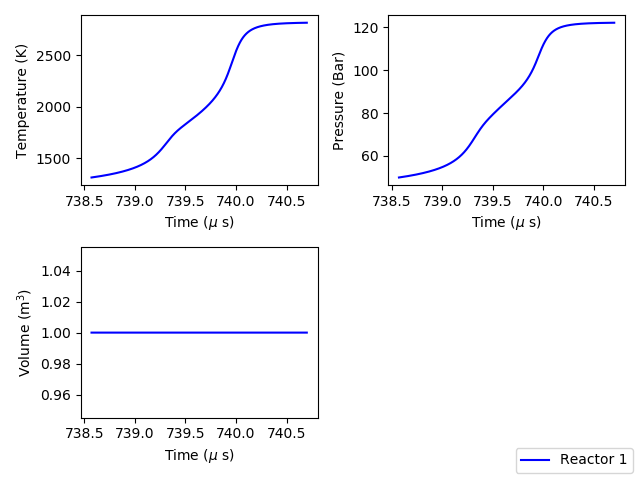 Temperature (K)
2500
2000
1500
738.5 739.0 739.5 740.0 740.5
Time (μ s)
Pressure (Bar)
120
100
80
60
738.5 739.0 739.5 740.0 740.5
Time (μ s)
Volume (m³)
1.04
1.02
1.00
0.98
0.96
738.5 739.0 739.5 740.0 740.5
Time (μ s)
Reactor 1